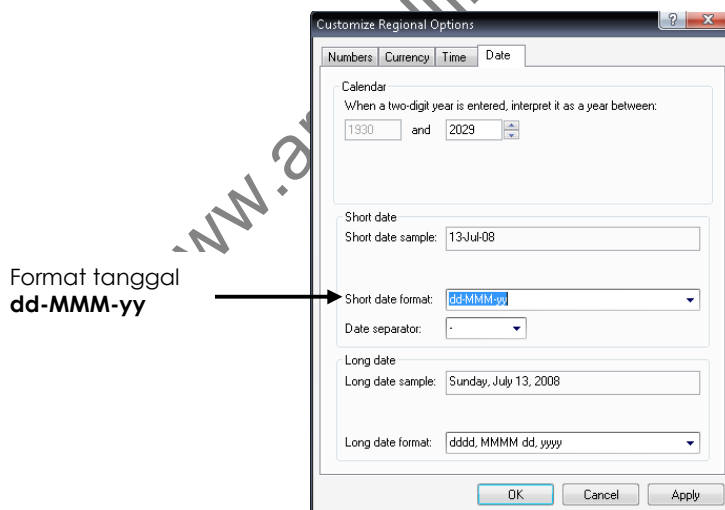 Customize Regional Options
Numbers Currency Time Date
Calendar
When a two-digit year is entered, interpret it as a year between:
1930 and 2029
Short date
Short date sample: 13-Jul-08
Format tanggal
dd-MMM-yy
Short date format: dd-MMM-yy
Date separator: -
Long date
Long date sample: Sunday, July 13, 2008
Long date format: dddd, MMMM dd, yyyy
OK Cancel Apply